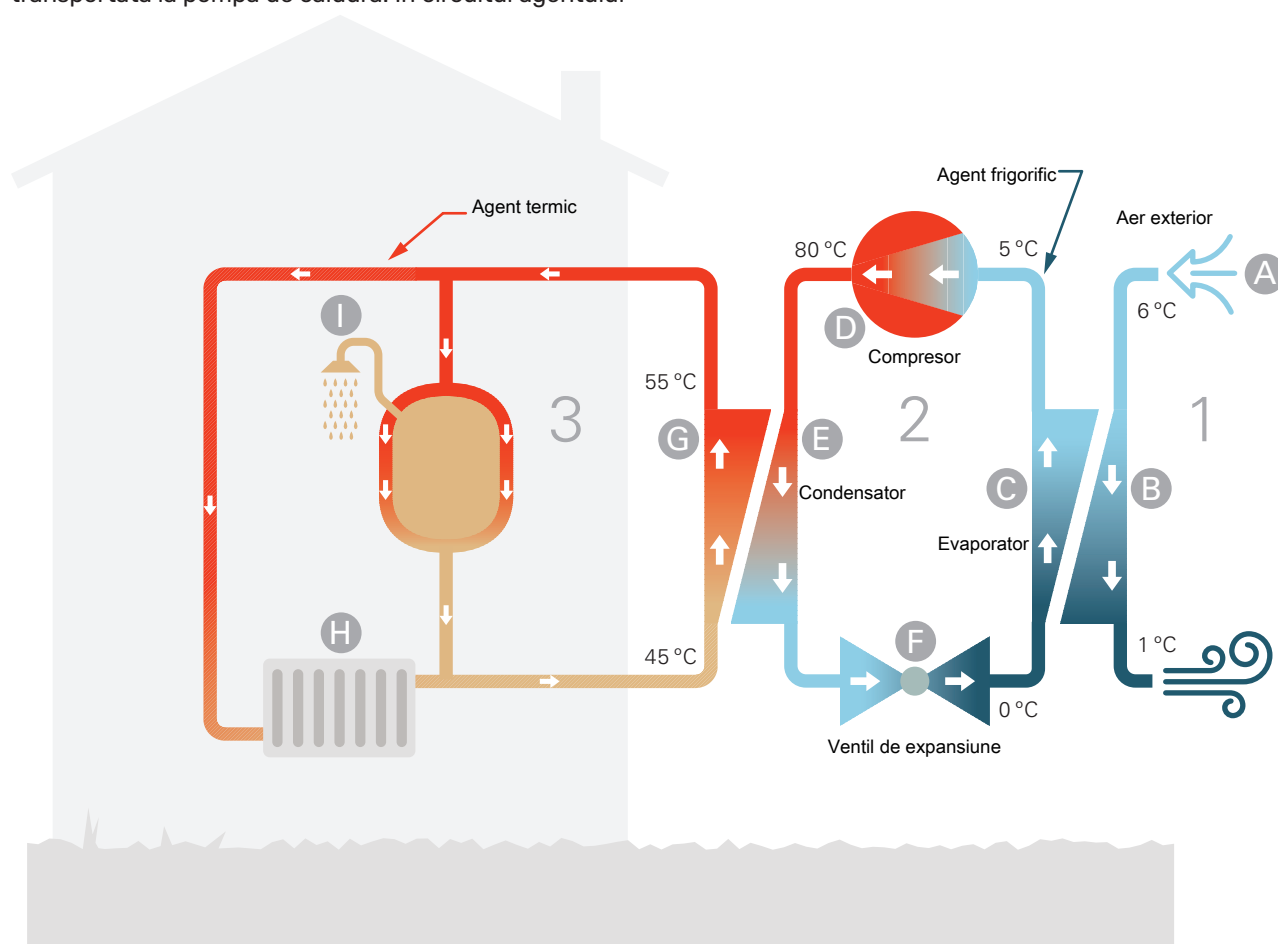 Agent frigorific
Agent termic
Aer exterior
80 °C
5 °C
A
6 °C
I
D
Compresor
55 °C
3
2
1
G
E
C
B
Condensator
Evaporator
H
F
45 °C
1 °C
0 °C
Ventil de expansiune